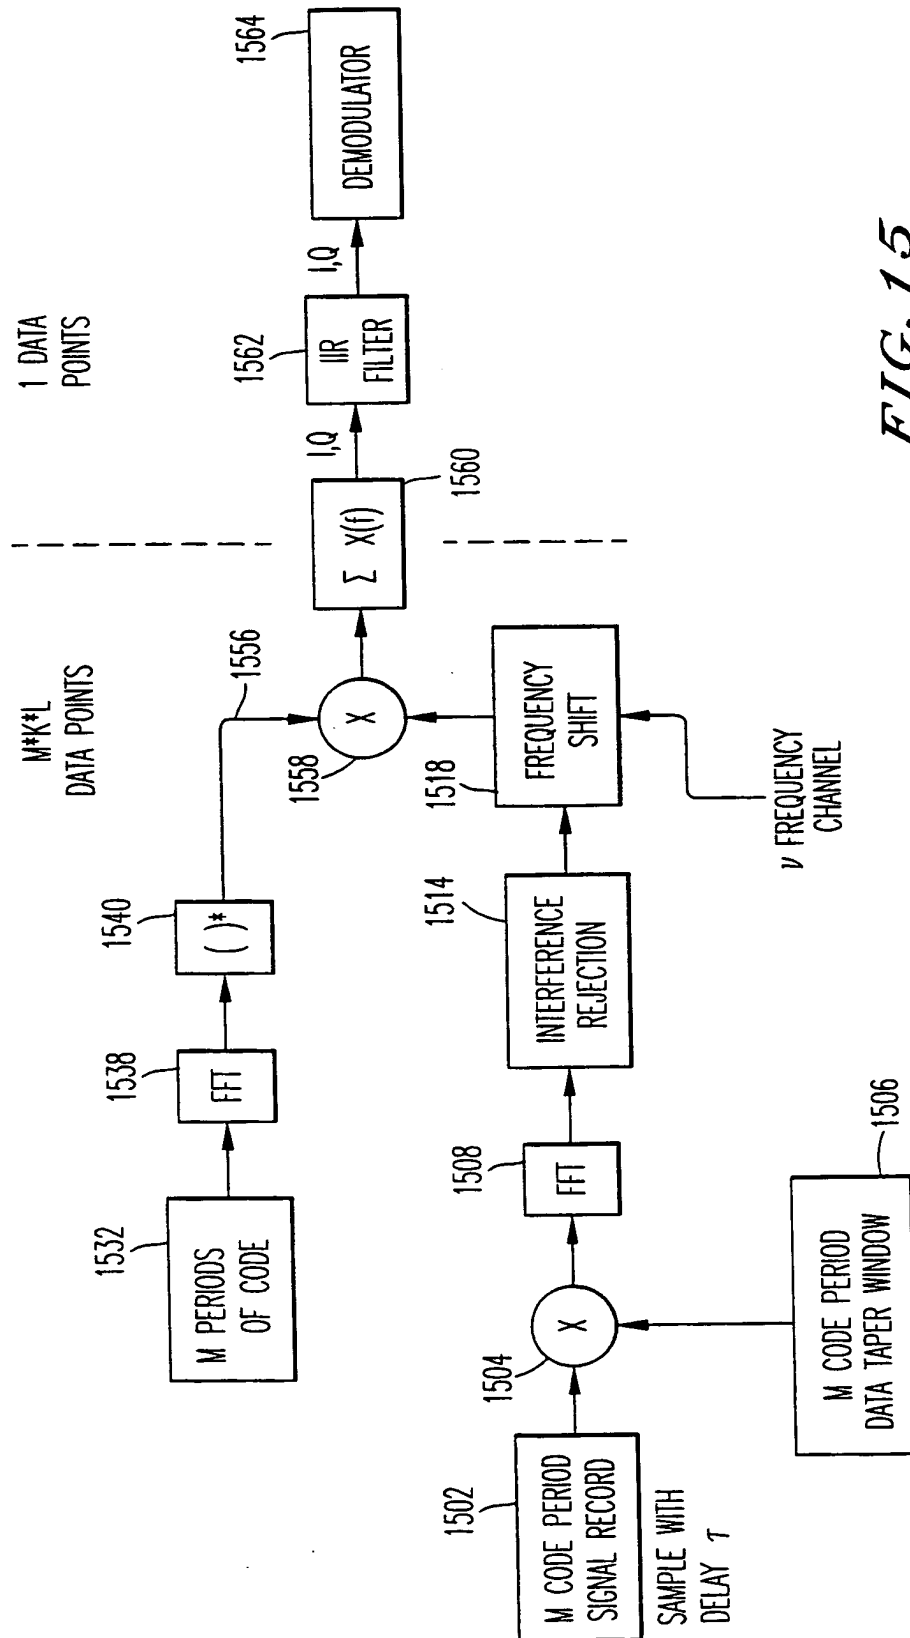 M*K*L
DATA POINTS
1 DATA
POINTS
1532
M PERIODS
OF CODE
1538
FFT
1540
( )*
1556
1558
X
Σ X(f)
1560
I,Q
1562
IIR
FILTER
I,Q
1564
DEMODULATOR
1502
M CODE PERIOD
SIGNAL RECORD
SAMPLE WITH
DELAY τ
1504
X
1506
M CODE PERIOD
DATA TAPER WINDOW
1508
FFT
1514
INTERFERENCE
REJECTION
1518
FREQUENCY
SHIFT
ν FREQUENCY
CHANNEL
FIG. 15